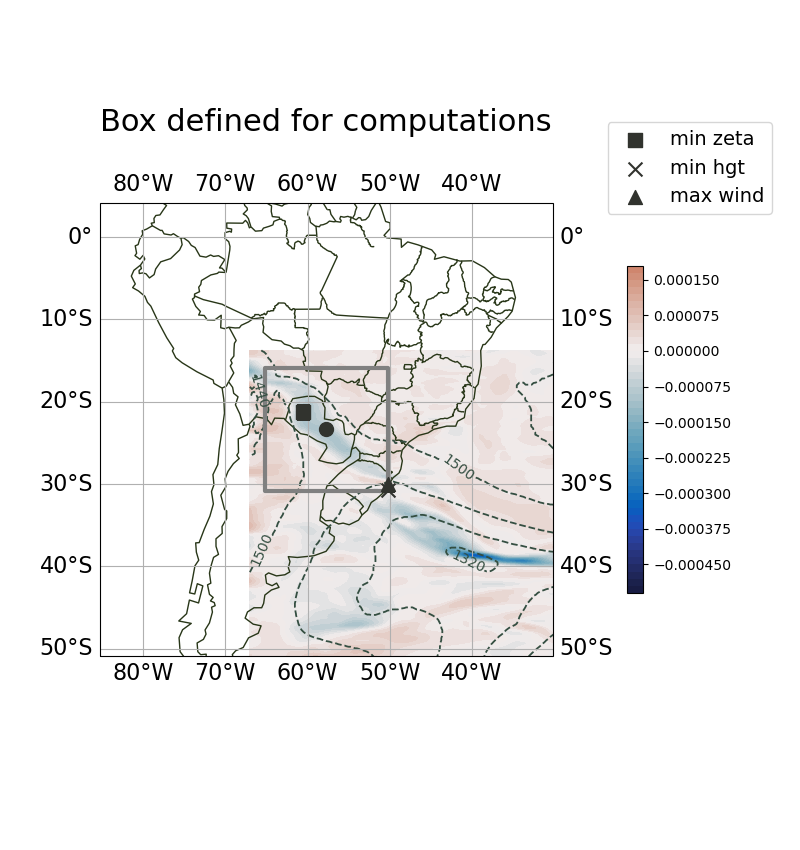 Box defined for computations
min zeta
min hgt
max wind
80°W 70°W 60°W 50°W 40°W
0° 0°
10°S 10°S
20°S 20°S
30°S 30°S
40°S 40°S
50°S 50°S
80°W 70°W 60°W 50°W 40°W
1440
1500
1500
1320
0.000150
0.000075
0.000000
−0.000075
−0.000150
−0.000225
−0.000300
−0.000375
−0.000450